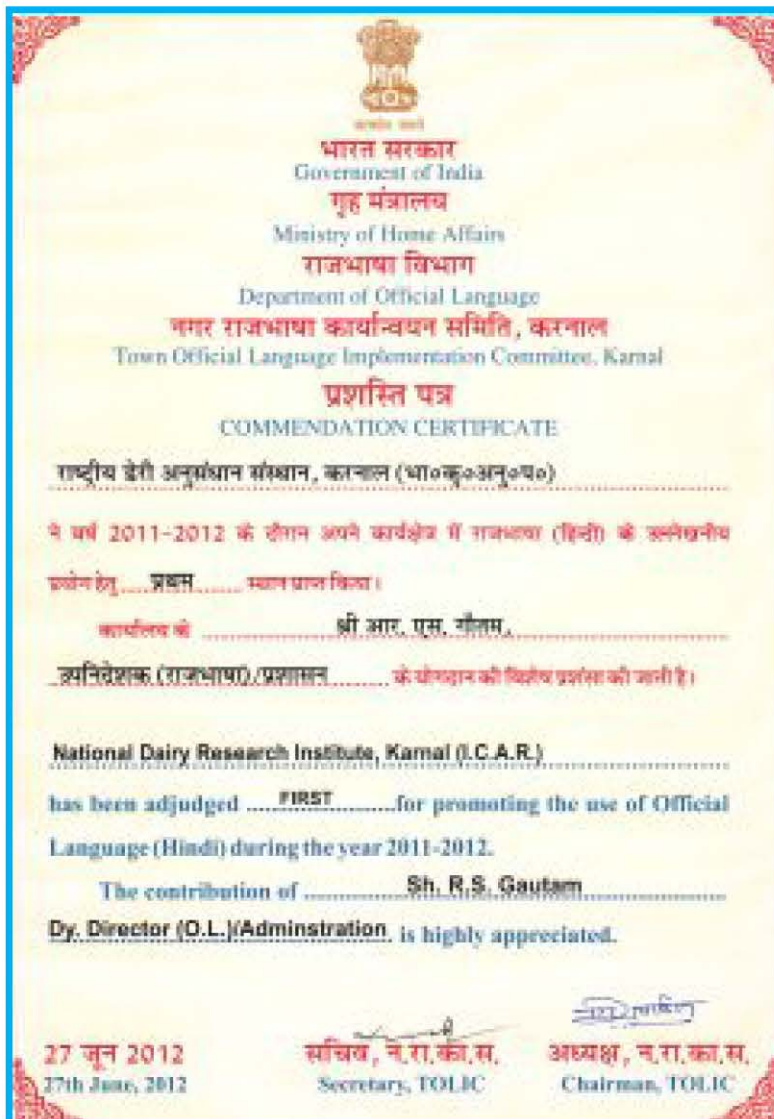 भारत सरकार
Government of India
गृह मंत्रालय
Ministry of Home Affairs
राजभाषा विभाग
Department of Official Language
नगर राजभाषा कार्यान्वयन समिति, करनाल
Town Official Language Implementation Committee, Karnal
प्रशस्ति पत्र
COMMENDATION CERTIFICATE
राष्ट्रीय डेरी अनुसंधान संस्थान, करनाल (भा०कृ०अनु०प०)
ने वर्ष 2011-2012 के दौरान अपने कार्यक्षेत्र में राजभाषा (हिन्दी) के उल्लेखनीय
प्रयोग हेतु प्रथम स्थान प्राप्त किया।
कार्यालय के श्री आर. एस. गौतम,
उपनिदेशक (राजभाषा)/प्रशासन के योगदान की विशेष प्रशंसा की जाती है।
National Dairy Research Institute, Karnal (I.C.A.R.)
has been adjudged FIRST for promoting the use of Official
Language (Hindi) during the year 2011-2012.
The contribution of Sh. R.S. Gautam
Dy. Director (O.L.)/Adminstration is highly appreciated.
27 जून 2012
सचिव, न.रा.का.स.
अध्यक्ष, न.रा.का.स.
27th June, 2012
Secretary, TOLIC
Chairman, TOLIC